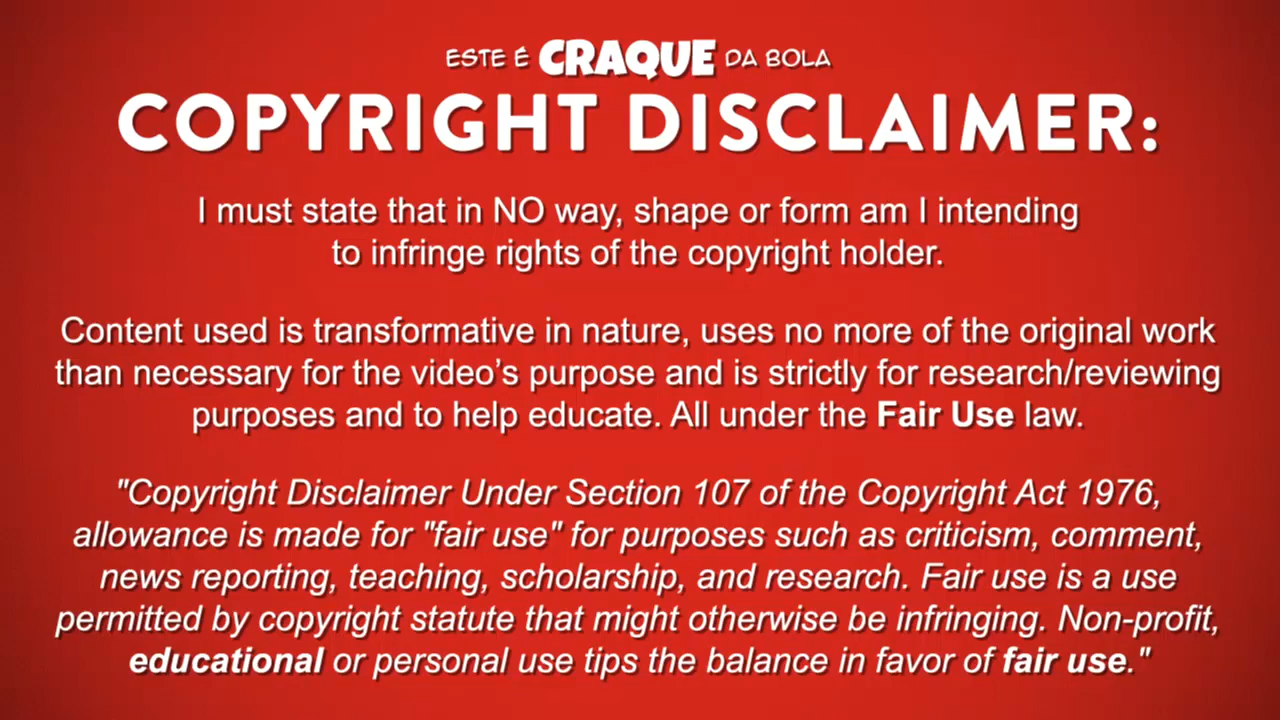 ESTE É CRAQUE DA BOLA
COPYRIGHT DISCLAIMER:
I must state that in NO way, shape or form am I intending
to infringe rights of the copyright holder.
Content used is transformative in nature, uses no more of the original work
than necessary for the video’s purpose and is strictly for research/reviewing
purposes and to help educate. All under the Fair Use law.
"Copyright Disclaimer Under Section 107 of the Copyright Act 1976,
allowance is made for "fair use" for purposes such as criticism, comment,
news reporting, teaching, scholarship, and research. Fair use is a use
permitted by copyright statute that might otherwise be infringing. Non-profit,
educational or personal use tips the balance in favor of fair use."